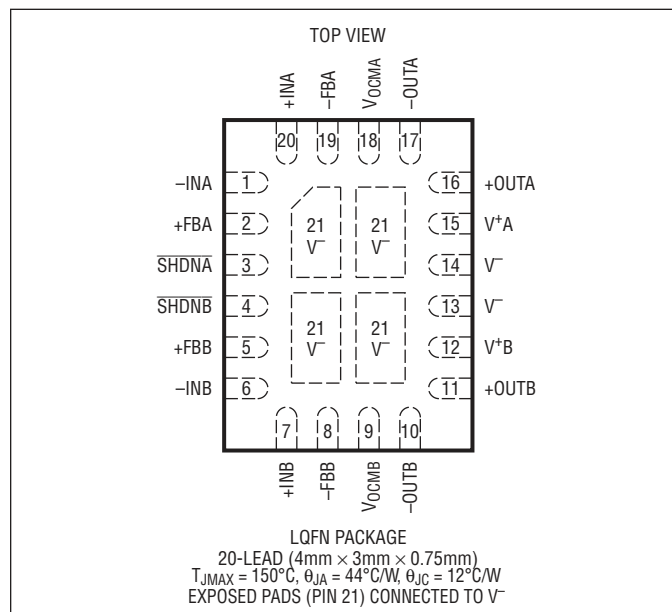 TOP VIEW
+INA
–FBA
VOCMA
–OUTA
20
19
18
17
–INA 1
16 +OUTA
+FBA 2
15 V+A
SHDNA 3
14 V–
SHDNB 4
13 V–
+FBB 5
12 V+B
–INB 6
11 +OUTB
21
V–
21
V–
21
V–
21
V–
7
8
9
10
+INB
–FBB
VOCMB
–OUTB
LQFN PACKAGE
20-LEAD (4mm × 3mm × 0.75mm)
TJMAX = 150°C, θJA = 44°C/W, θJC = 12°C/W
EXPOSED PADS (PIN 21) CONNECTED TO V–